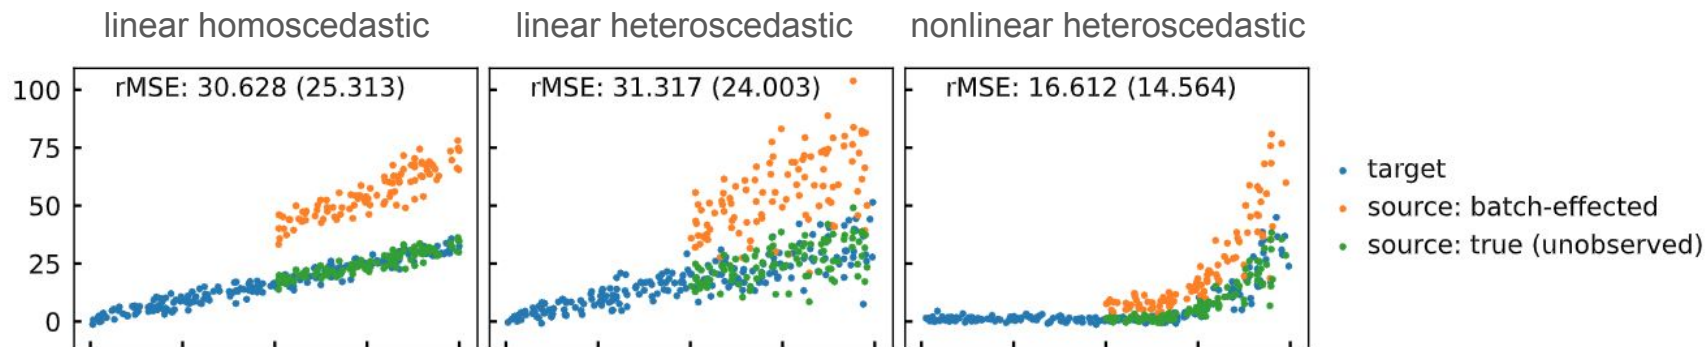 linear homoscedastic
linear heteroscedastic
nonlinear heteroscedastic
rMSE: 30.628 (25.313)
rMSE: 31.317 (24.003)
rMSE: 16.612 (14.564)
100
75
50
25
0
target
source: batch-effected
source: true (unobserved)